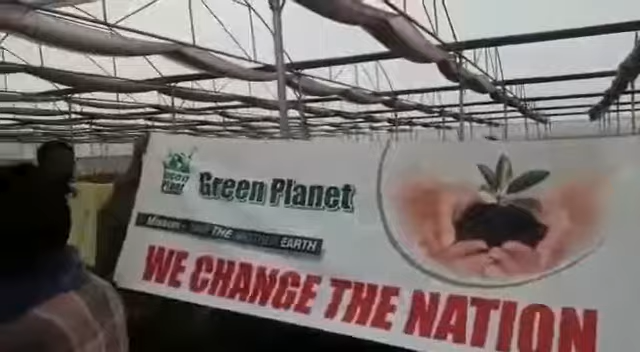 Green Planet
Mission - SAVE THE MOTHER EARTH
WE CHANGE THE NATION